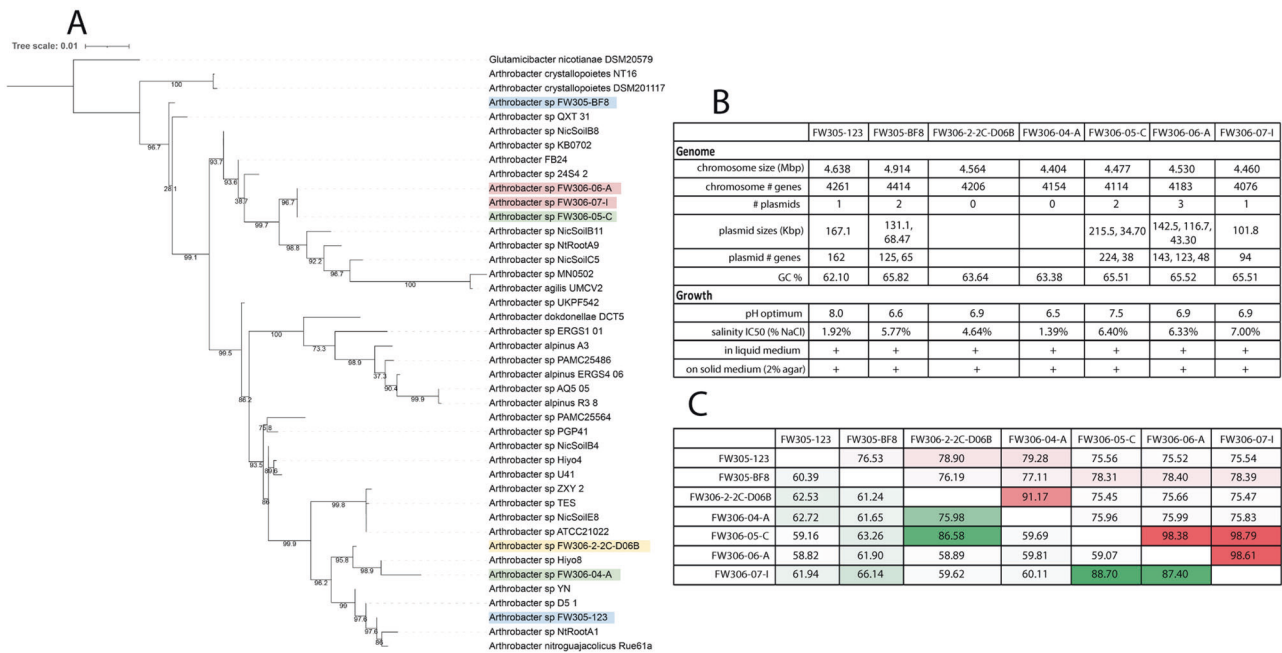 A
Tree scale: 0.01
Glutamicibacter nicotianae DSM20579
Arthrobacter crystallopoietes NT16
100
Arthrobacter crystallopoietes DSM201117
Arthrobacter sp FW305-BF8
96.7
Arthrobacter sp QXT 31
Arthrobacter sp NicSoilB8
Arthrobacter sp KB0702
93.7
Arthrobacter FB24
Arthrobacter sp 24S4 2
93.6
28.1
Arthrobacter sp FW306-06-A
38.7
96.7
Arthrobacter sp FW306-07-I
Arthrobacter sp FW306-05-C
99.7
Arthrobacter sp NicSoilB11
98.8
Arthrobacter sp NtRootA9
99.1
92.2
Arthrobacter sp NicSoilC5
96.7
Arthrobacter sp MN0502
100
Arthrobacter agilis UMCV2
Arthrobacter sp UKPF542
Arthrobacter dokdonellae DCT5
100
Arthrobacter sp ERGS1 01
99.5
73.3
Arthrobacter alpinus A3
98.9
Arthrobacter sp PAMC25486
37.3
Arthrobacter alpinus ERGS4 06
90.4
Arthrobacter sp AQ5 05
86.2
99.9
Arthrobacter alpinus R3 8
Arthrobacter sp PAMC25564
75.8
Arthrobacter sp PGP41
Arthrobacter sp NicSoilB4
93.5
Arthrobacter sp Hiyo4
89.6
Arthrobacter sp U41
86
Arthrobacter sp ZXY 2
99.8
Arthrobacter sp TES
Arthrobacter sp NicSoilE8
Arthrobacter sp ATCC21022
99.9
Arthrobacter sp FW306-2-2C-D06B
95.8
Arthrobacter sp Hiyo8
98.9
Arthrobacter sp FW306-04-A
96.2
Arthrobacter sp YN
99
Arthrobacter sp D5 1
97.6
Arthrobacter sp FW305-123
97.6
Arthrobacter sp NtRootA1
86
Arthrobacter nitroguajacolicus Rue61a
B
FW305-123 FW305-BF8 FW306-2-2C-D06B FW306-04-A FW306-05-C FW306-06-A FW306-07-I
Genome
chromosome size (Mbp) 4.638 4.914 4.564 4.404 4.477 4.530 4.460
chromosome # genes 4261 4414 4206 4154 4114 4183 4076
# plasmids 1 2 0 0 2 3 1
plasmid sizes (Kbp) 167.1 131.1, 68.47 215.5, 34.70 142.5, 116.7, 43.30 101.8
plasmid # genes 162 125, 65 224, 38 143, 123, 48 94
GC % 62.10 65.82 63.64 63.38 65.51 65.52 65.51
Growth
pH optimum 8.0 6.6 6.9 6.5 7.5 6.9 6.9
salinity IC50 (% NaCl) 1.92% 5.77% 4.64% 1.39% 6.40% 6.33% 7.00%
in liquid medium + + + + + + +
on solid medium (2% agar) + + + + + + +
C
FW305-123 FW305-BF8 FW306-2-2C-D06B FW306-04-A FW306-05-C FW306-06-A FW306-07-I
FW305-123 76.53 78.90 79.28 75.56 75.52 75.54
FW305-BF8 60.39 76.19 77.11 78.31 78.40 78.39
FW306-2-2C-D06B 62.53 61.24 91.17 75.45 75.66 75.47
FW306-04-A 62.72 61.65 75.98 75.96 75.99 75.83
FW306-05-C 59.16 63.26 86.58 59.69 98.38 98.79
FW306-06-A 58.82 61.90 58.89 59.81 59.07 98.61
FW306-07-I 61.94 66.14 59.62 60.11 88.70 87.40